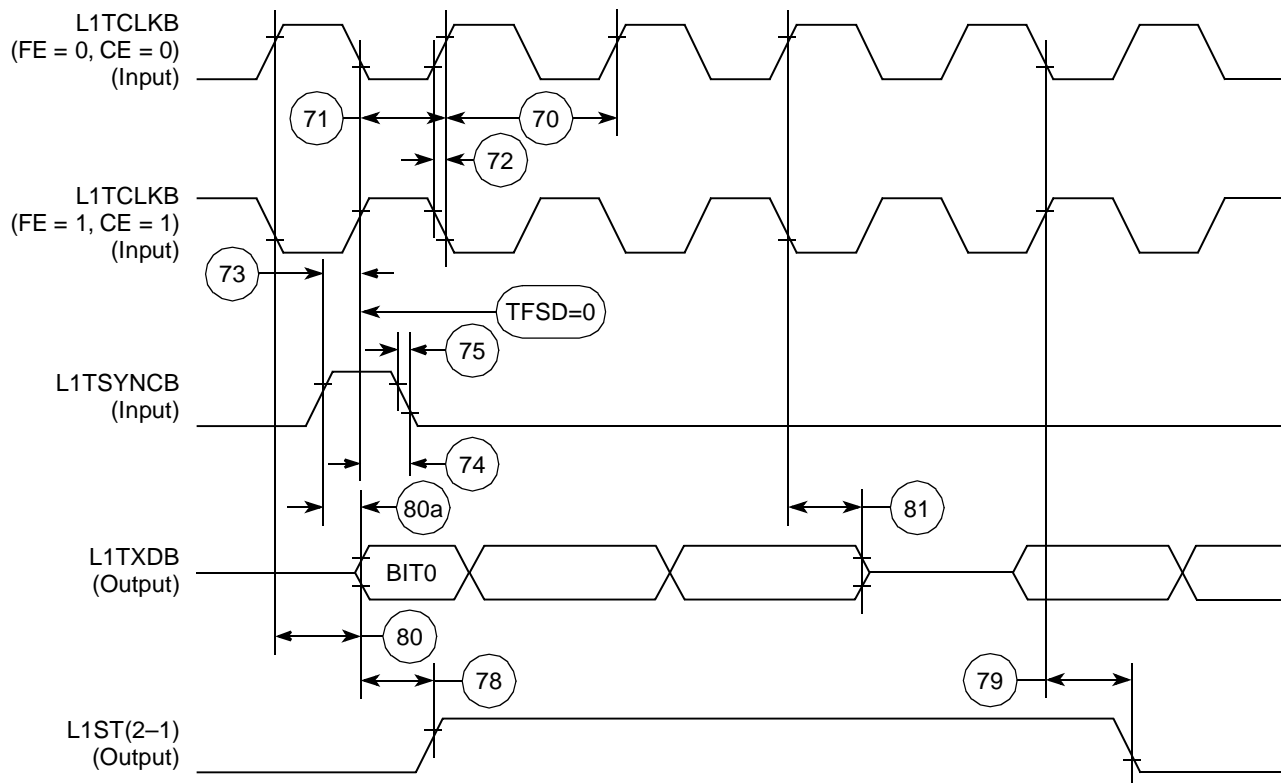 L1TCLKB
(FE = 0, CE = 0)
(Input)
71
70
72
L1TCLKB
(FE = 1, CE = 1)
(Input)
73
TFSD=0
75
L1TSYNCB
(Input)
74
80a
81
L1TXDB
(Output)
BIT0
80
78
79
L1ST(2–1)
(Output)